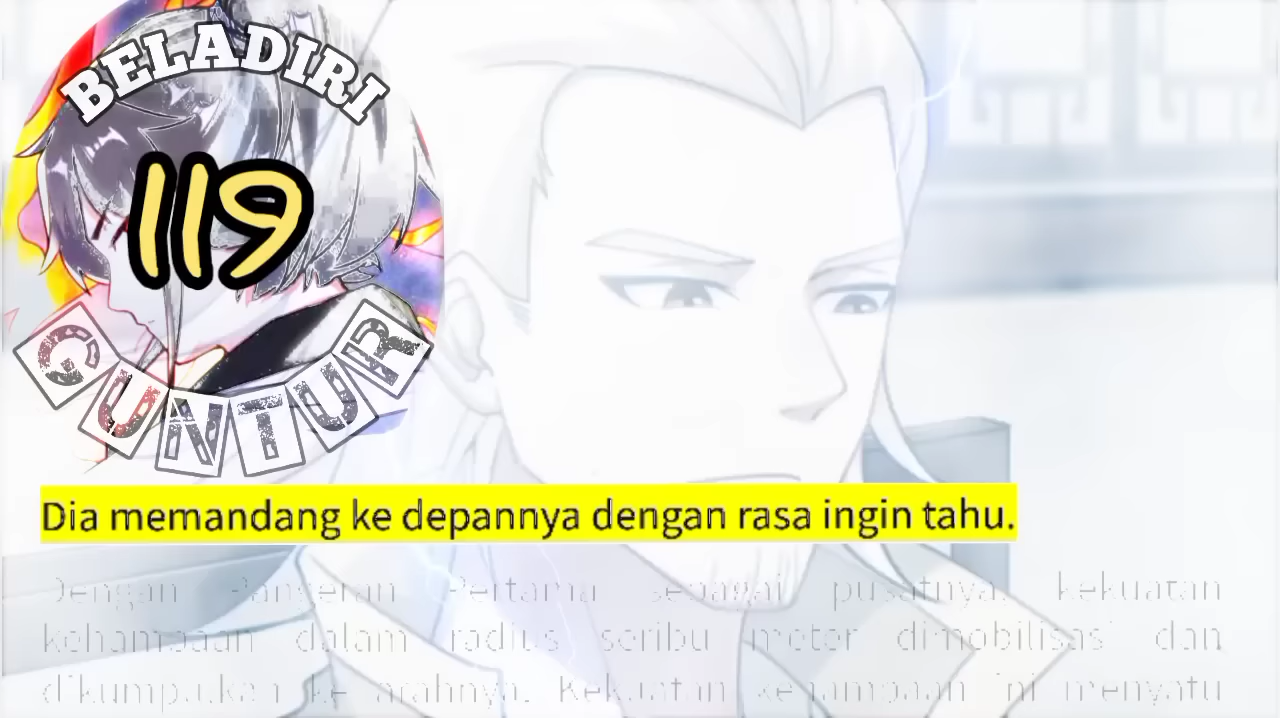 BELADIRI
119
GUNTUR
Dia memandang ke depannya dengan rasa ingin tahu.
Dengan Pangeran Pertama sebagai pusatnya, kekuatan
kehampaan dalam radius seribu meter dimobilisasi dan
dikumpulkan ke arahnya. Kekuatan kehampaan ini menyatu